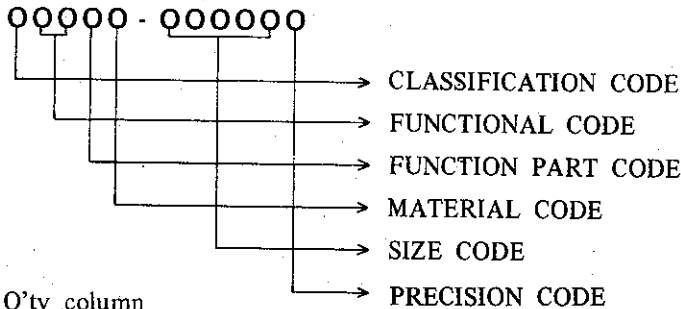 OOOOO - OOOOOO
CLASSIFICATION CODE
FUNCTIONAL CODE
FUNCTION PART CODE
MATERIAL CODE
SIZE CODE
Q'ty column
PRECISION CODE